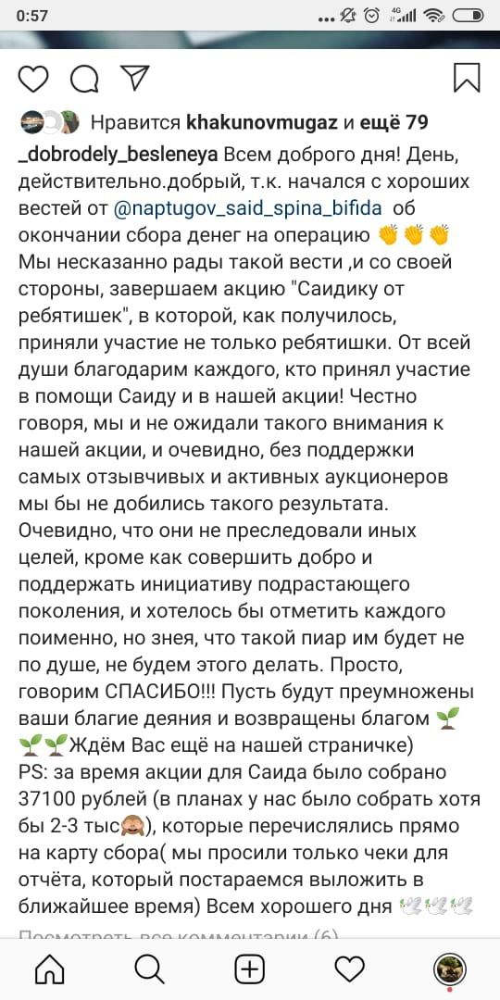 0:57
4G
Нравится khakunovmugaz и ещё 79
_dobrodely_besleneya Всем доброго дня! День,
действительно.добрый, т.к. начался с хороших
вестей от @naptugov_said_spina_bifida об
окончании сбора денег на операцию 👏👏👏
Мы несказанно рады такой вести ,и со своей
стороны, завершаем акцию "Саидику от
ребятишек", в которой, как получилось,
приняли участие не только ребятишки. От всей
души благодарим каждого, кто принял участие
в помощи Саиду и в нашей акции! Честно
говоря, мы и не ожидали такого внимания к
нашей акции, и очевидно, без поддержки
самых отзывчивых и активных аукционеров
мы бы не добились такого результата.
Очевидно, что они не преследовали иных
целей, кроме как совершить добро и
поддержать инициативу подрастающего
поколения, и хотелось бы отметить каждого
поименно, но знея, что такой пиар им будет не
по душе, не будем этого делать. Просто,
говорим СПАСИБО!!! Пусть будут преумножены
ваши благие деяния и возвращены благом 🌱
🌱🌱Ждём Вас ещё на нашей страничке)
PS: за время акции для Саида было собрано
37100 рублей (в планах у нас было собрать хотя
бы 2-3 тыс🙈), которые перечислялись прямо
на карту сбора( мы просили только чеки для
отчёта, который постараемся выложить в
ближайшее время) Всем хорошего дня 🕊🕊🕊
Посмотреть все комментарии (6)